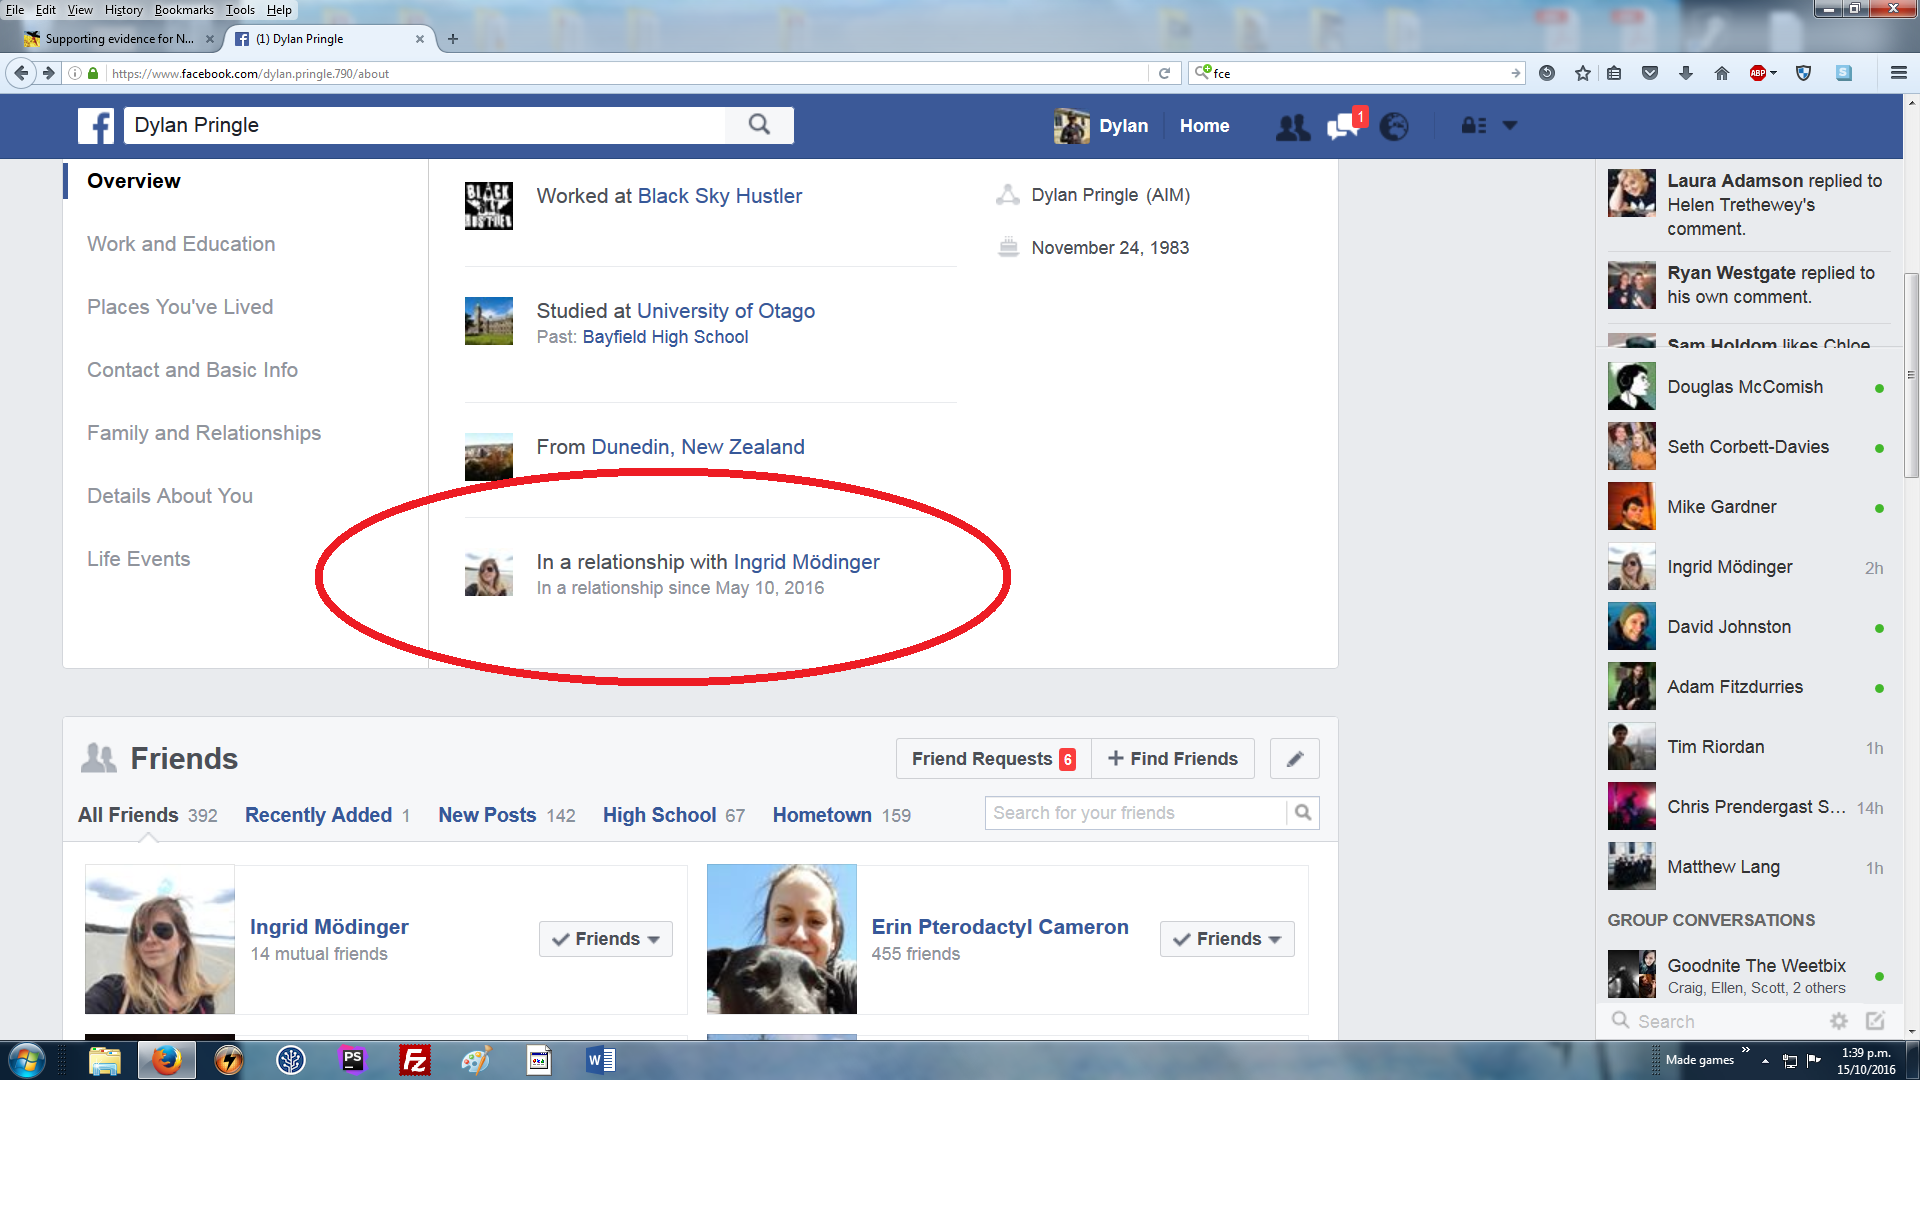 File Edit View History Bookmarks Tools Help
Supporting evidence for N...
(1) Dylan Pringle
https://www.facebook.com/dylan.pringle.790/about
fce
ABP
S
Dylan Pringle
Dylan
Home
1
Overview
Work and Education
Places You've Lived
Contact and Basic Info
Family and Relationships
Details About You
Life Events
BLACK SKY HUSTLER
Worked at Black Sky Hustler
Studied at University of Otago
Past: Bayfield High School
From Dunedin, New Zealand
In a relationship with Ingrid Mödinger
In a relationship since May 10, 2016
Dylan Pringle (AIM)
November 24, 1983
Friends
Friend Requests 6
Find Friends
All Friends 392 Recently Added 1 New Posts 142 High School 67 Hometown 159
Search for your friends
Ingrid Mödinger
14 mutual friends
Friends
Erin Pterodactyl Cameron
455 friends
Friends
Laura Adamson replied to
Helen Trethewey's
comment.
Ryan Westgate replied to
his own comment.
Sam Holdom likes Chloe
Douglas McComish
Seth Corbett-Davies
Mike Gardner
Ingrid Mödinger 2h
David Johnston
Adam Fitzdurries
Tim Riordan 1h
Chris Prendergast S... 14h
Matthew Lang 1h
GROUP CONVERSATIONS
Goodnite The Weetbix
Craig, Ellen, Scott, 2 others
Search
PS
Fz
W
Made games
1:39 p.m.
15/10/2016